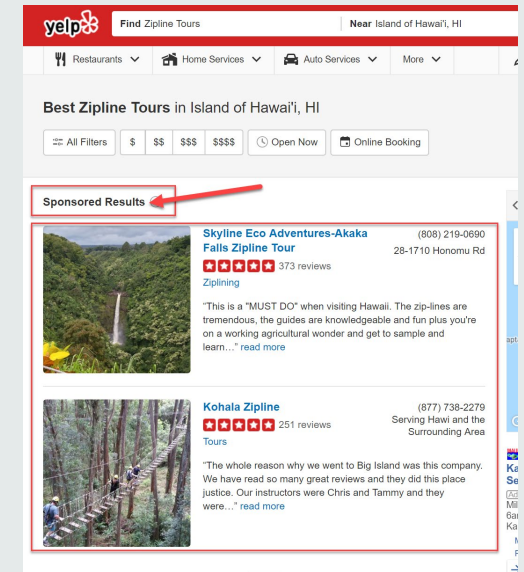 yelp
Find Zipline Tours
Near Island of Hawai'i, HI
Restaurants
Home Services
Auto Services
More
Best Zipline Tours in Island of Hawai'i, HI
All Filters
$
$$
$$$
$$$$
Open Now
Online Booking
Sponsored Results
Skyline Eco Adventures-Akaka
Falls Zipline Tour
(808) 219-0690
28-1710 Honomu Rd
373 reviews
Ziplining
"This is a "MUST DO" when visiting Hawaii. The zip-lines are
tremendous, the guides are knowledgeable and fun plus you're
on a working agricultural wonder and get to sample and
learn…" read more
Kohala Zipline
(877) 738-2279
Serving Hawi and the
Surrounding Area
251 reviews
Tours
"The whole reason why we went to Big Island was this company.
We have read so many great reviews and they did this place
justice. Our instructors were Chris and Tammy and they
were…" read more
Ka
Se
Ad
Mil
6ar
Ka